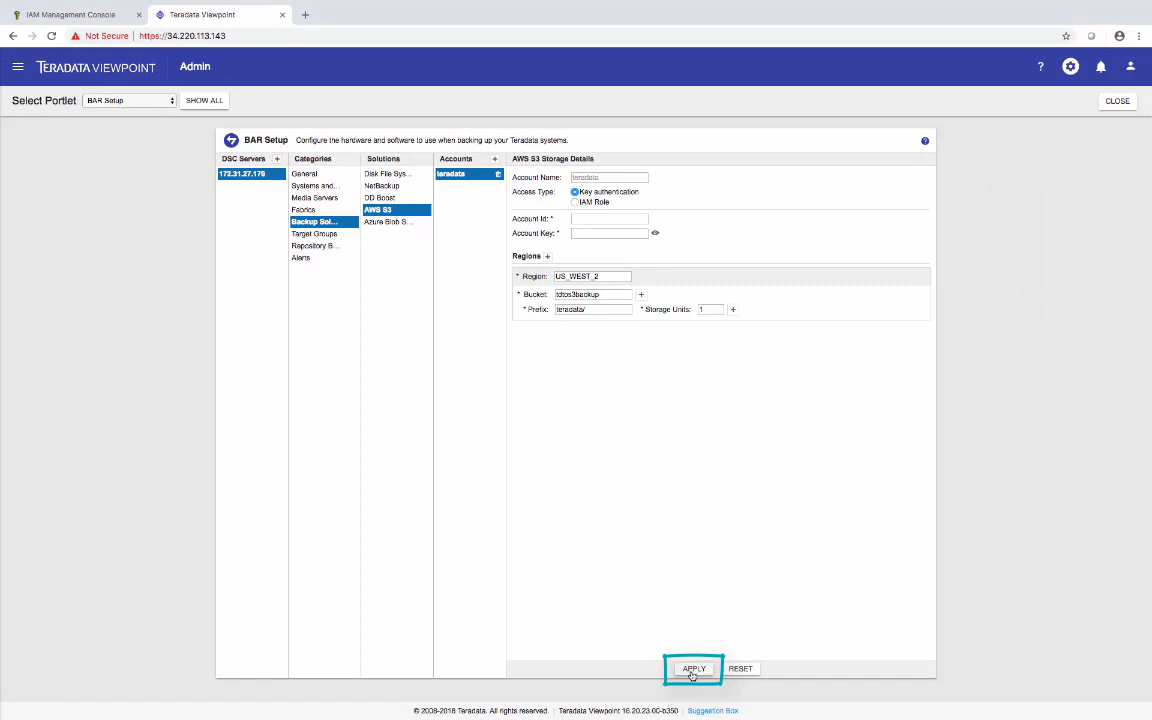 IAM Management Console
Teradata Viewpoint
Not Secure | https://34.220.113.143
TERADATA VIEWPOINT
Admin
Select Portlet
BAR Setup
SHOW ALL
CLOSE
BAR Setup
Configure the hardware and software to use when backing up your Teradata systems.
DSC Servers
172.31.27.176
Categories
General
Systems and...
Media Servers
Fabrics
Backup Sol...
Target Groups
Repository B...
Alerts
Solutions
Disk File Sys...
NetBackup
DD Boost
AWS S3
Azure Blob S...
Accounts
teradata
AWS S3 Storage Details
Account Name: teradata
Access Type: Key authentication
IAM Role
Account Id: *
Account Key: *
Regions
* Region: US_WEST_2
* Bucket: tdtos3backup
* Prefix: teradata/ * Storage Units: 1
APPLY
RESET
© 2008-2018 Teradata. All rights reserved. | Teradata Viewpoint 16.20.23.00-b350 | Suggestion Box